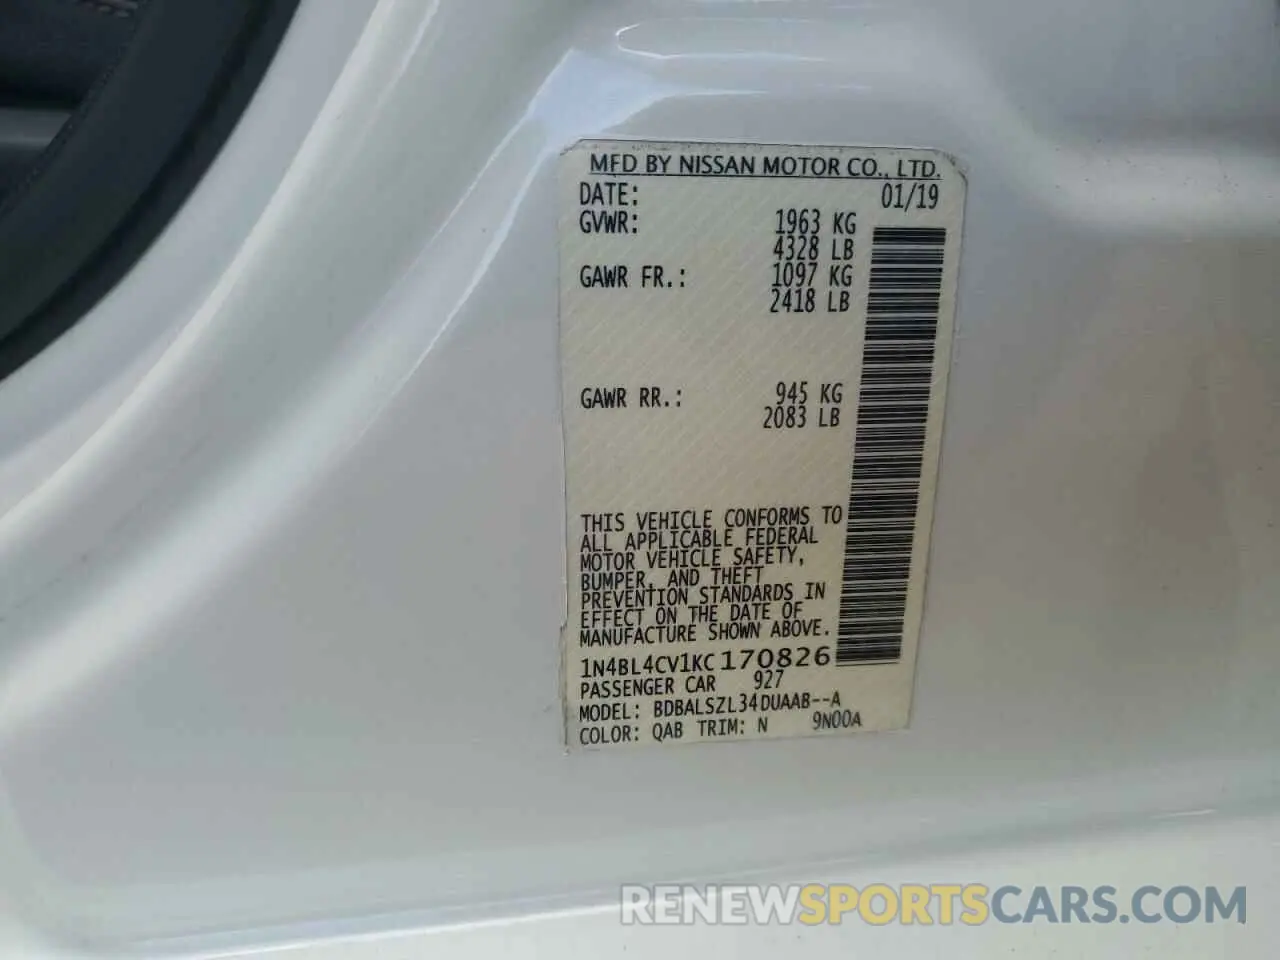 MFD BY NISSAN MOTOR CO., LTD.
DATE: 01/19
GVWR: 1963 KG
4328 LB
GAWR FR.: 1097 KG
2418 LB
GAWR RR.: 945 KG
2083 LB
THIS VEHICLE CONFORMS TO
ALL APPLICABLE FEDERAL
MOTOR VEHICLE SAFETY,
BUMPER, AND THEFT
PREVENTION STANDARDS IN
EFFECT ON THE DATE OF
MANUFACTURE SHOWN ABOVE.
1N4BL4CV1KC170826
PASSENGER CAR 927
MODEL: BDBALSZL34DUAAB--A
COLOR: QAB TRIM: N 9N00A
RENEWSPORTSCARS.COM